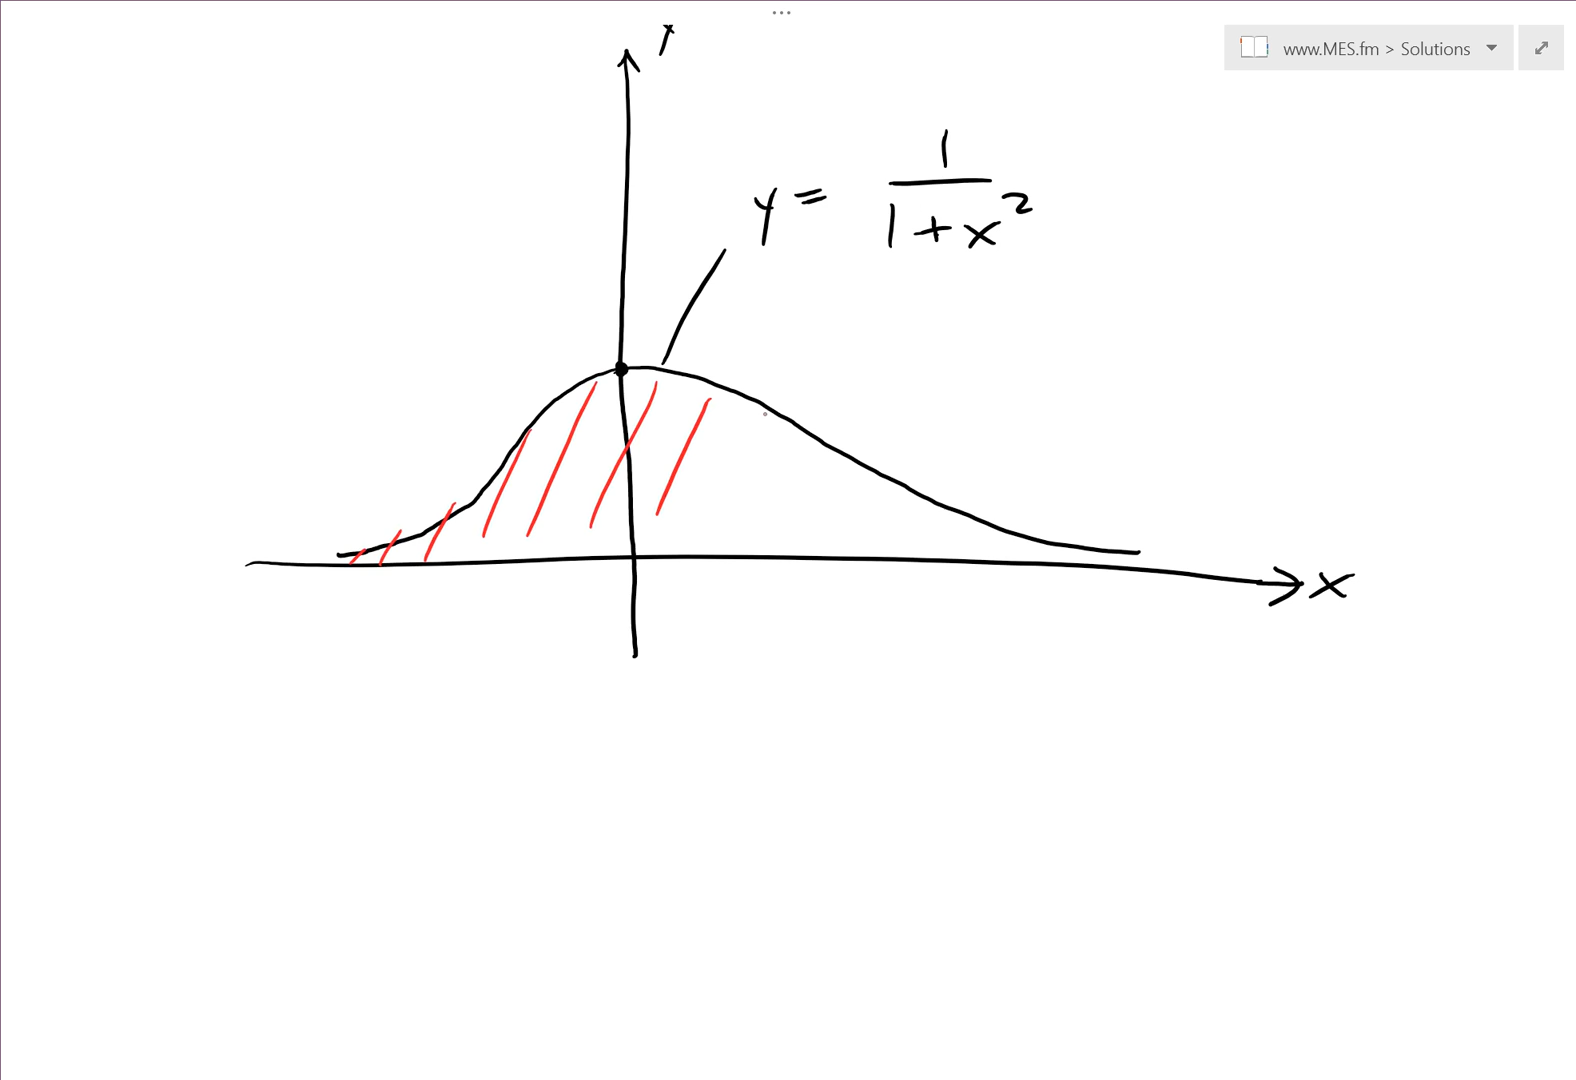 y
www.MES.fm > Solutions
y = 1/(1+x²)
x